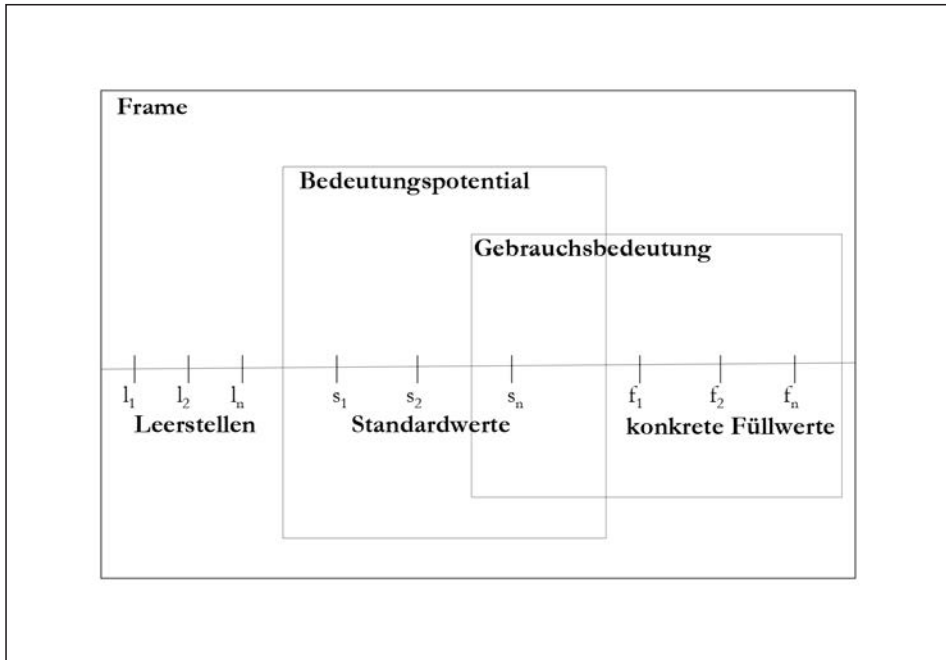 Frame
Bedeutungspotential
Gebrauchsbedeutung
l₁ l₂ lₙ s₁ s₂ sₙ f₁ f₂ fₙ
Leerstellen Standardwerte konkrete Füllwerte